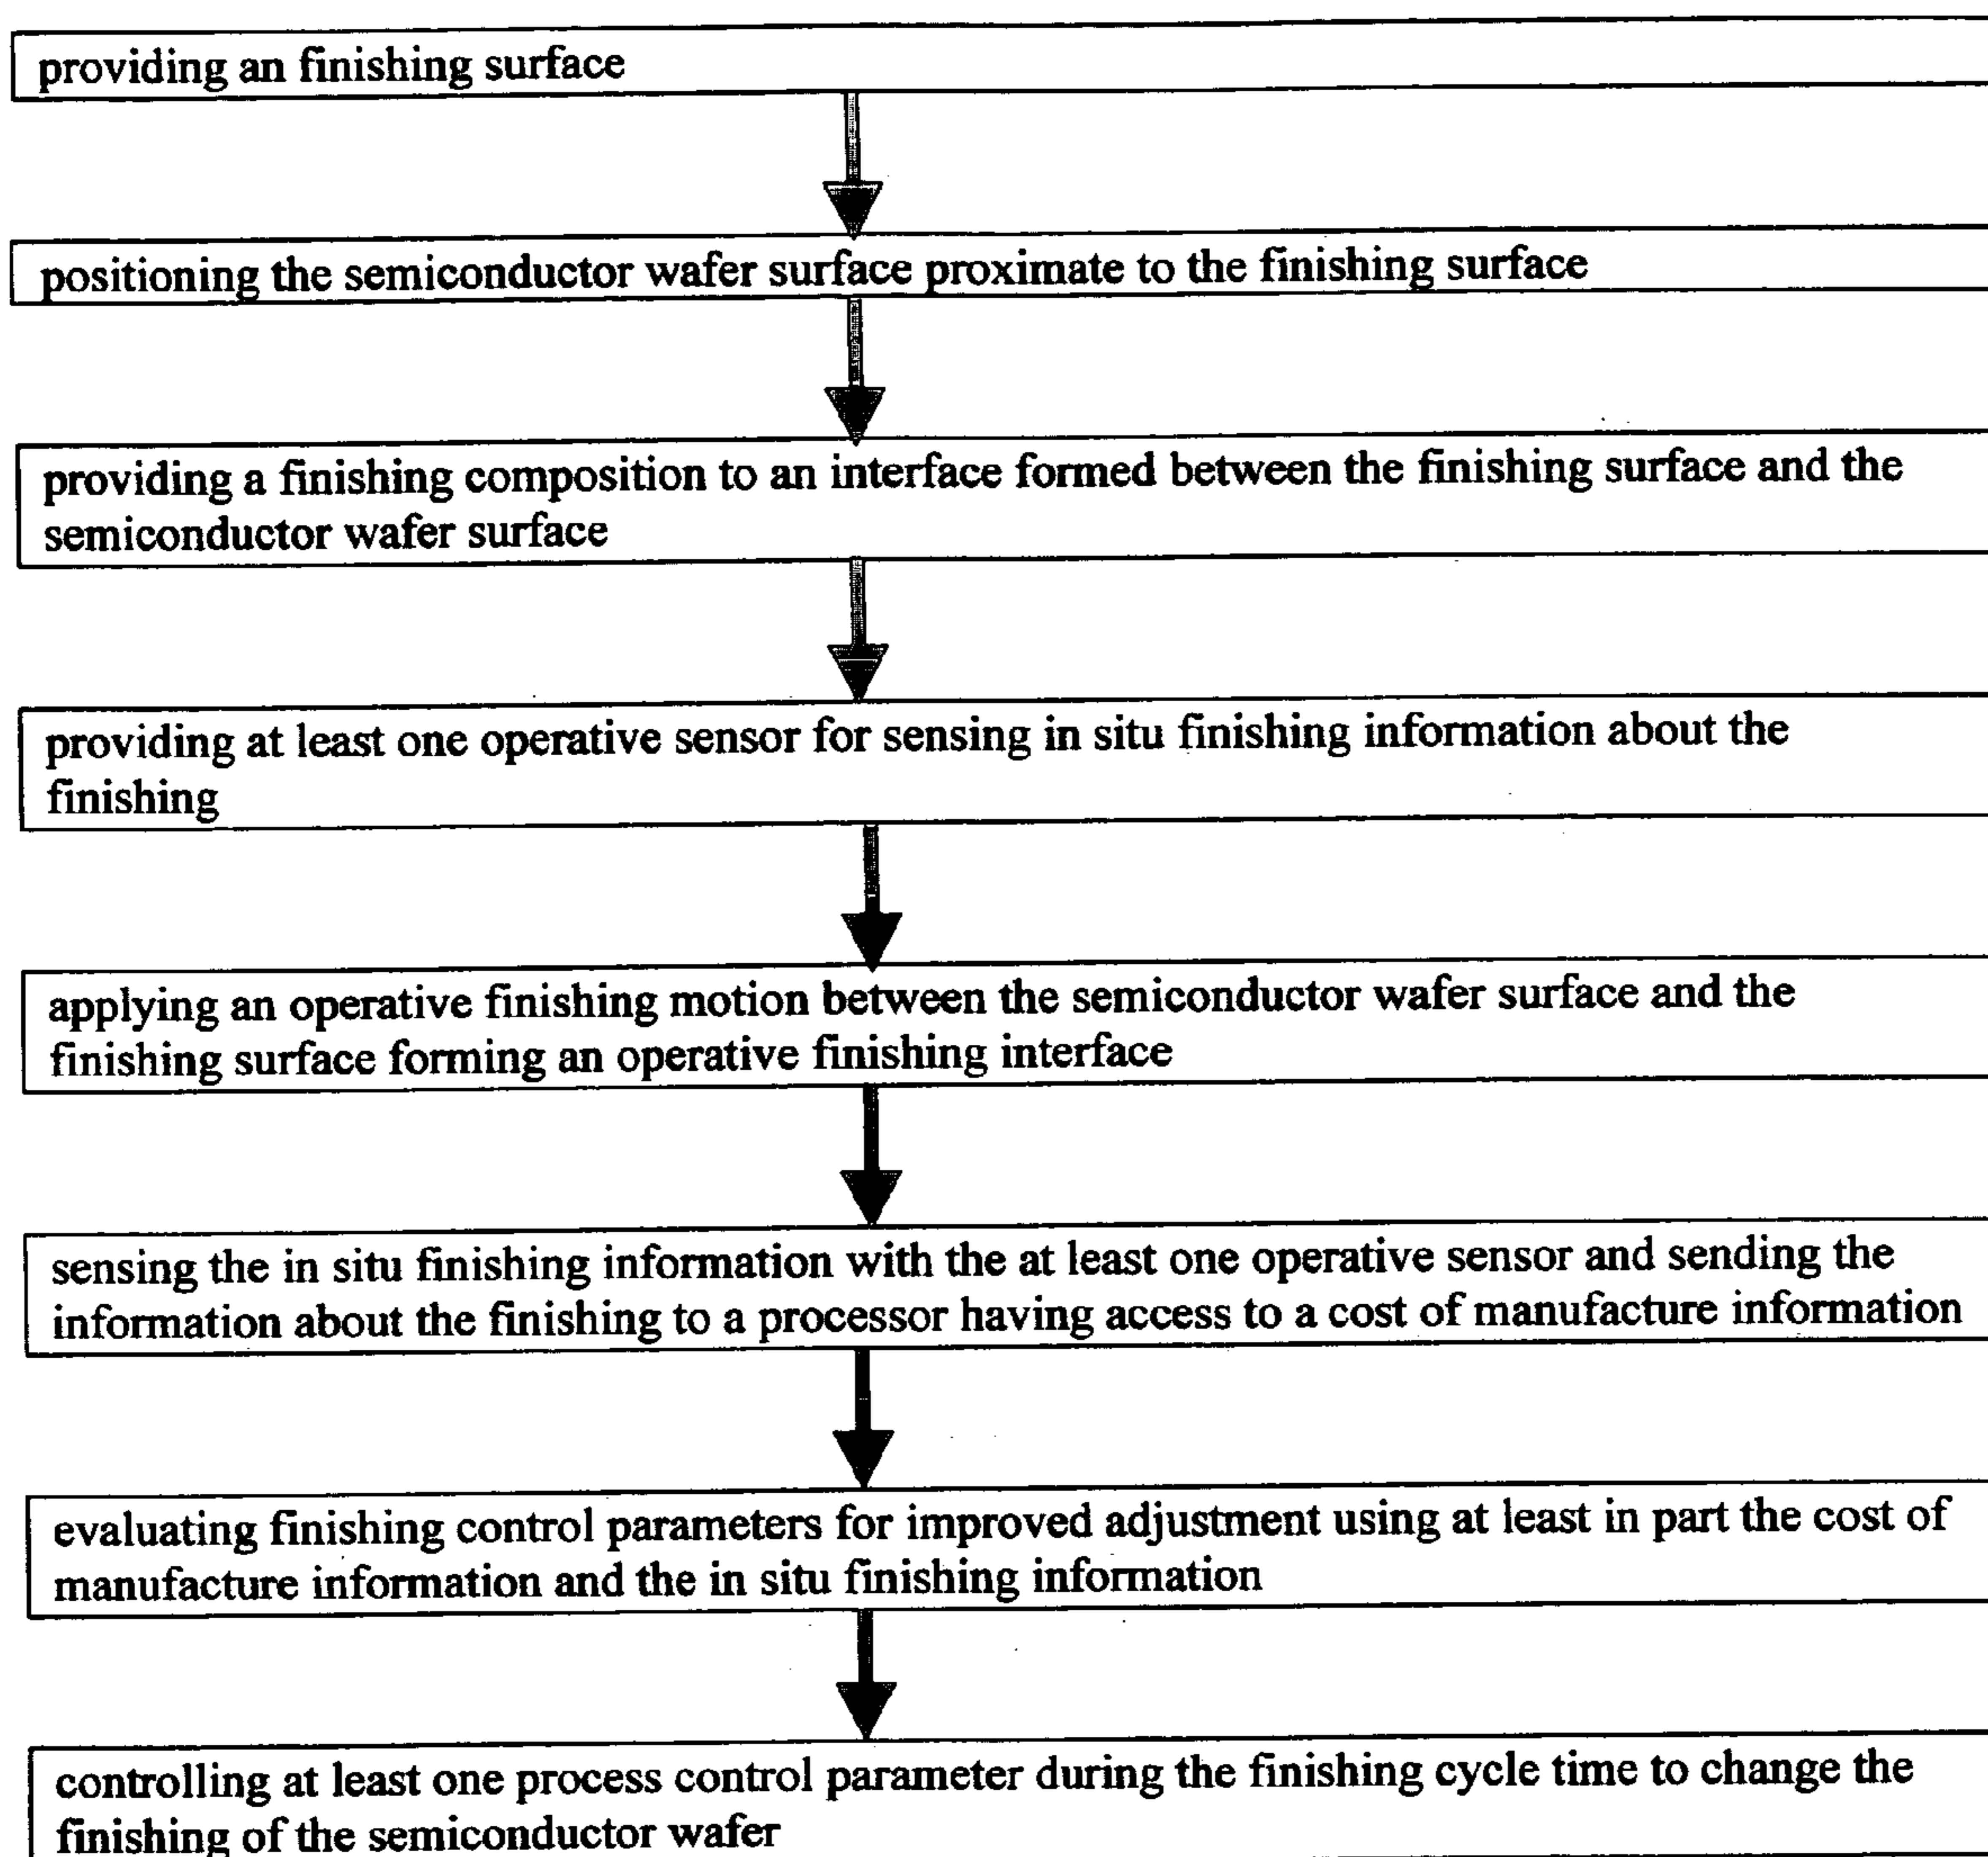 providing an finishing surface
positioning the semiconductor wafer surface proximate to the finishing surface
providing a finishing composition to an interface formed between the finishing surface and the
semiconductor wafer surface
providing at least one operative sensor for sensing in situ finishing information about the
finishing
applying an operative finishing motion between the semiconductor wafer surface and the
finishing surface forming an operative finishing interface
sensing the in situ finishing information with the at least one operative sensor and sending the
information about the finishing to a processor having access to a cost of manufacture information
evaluating finishing control parameters for improved adjustment using at least in part the cost of
manufacture information and the in situ finishing information
controlling at least one process control parameter during the finishing cycle time to change the
finishing of the semiconductor wafer